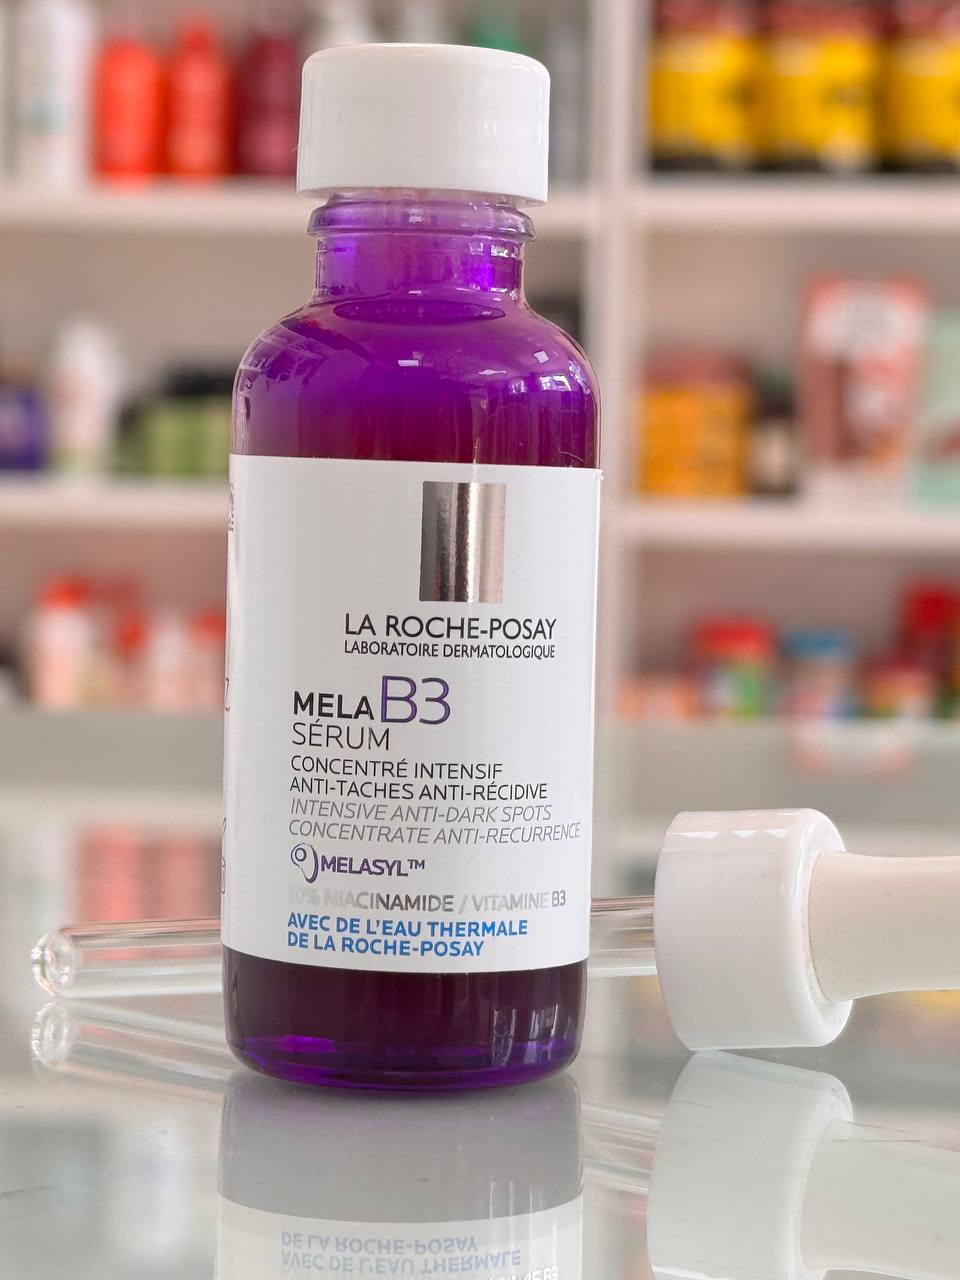 LA ROCHE-POSAY
LABORATOIRE DERMATOLOGIQUE
MELA B3
SÉRUM
CONCENTRÉ INTENSIF
ANTI-TACHES ANTI-RÉCIDIVE
INTENSIVE ANTI-DARK SPOTS
CONCENTRATE ANTI-RECURRENCE
MELASYL™
10% NIACINAMIDE / VITAMINE B3
AVEC DE L'EAU THERMALE
DE LA ROCHE-POSAY